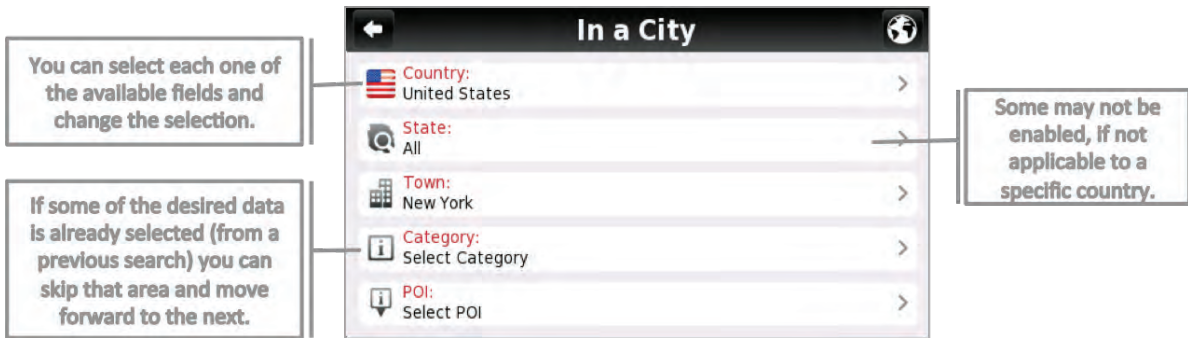 You can select each one of
the available fields and
change the selection.
If some of the desired data
is already selected (from a
previous search) you can
skip that area and move
forward to the next.
In a City
Country:
United States
State:
All
Town:
New York
Category:
Select Category
POI:
Select POI
Some may not be
enabled, if not
applicable to a
specific country.